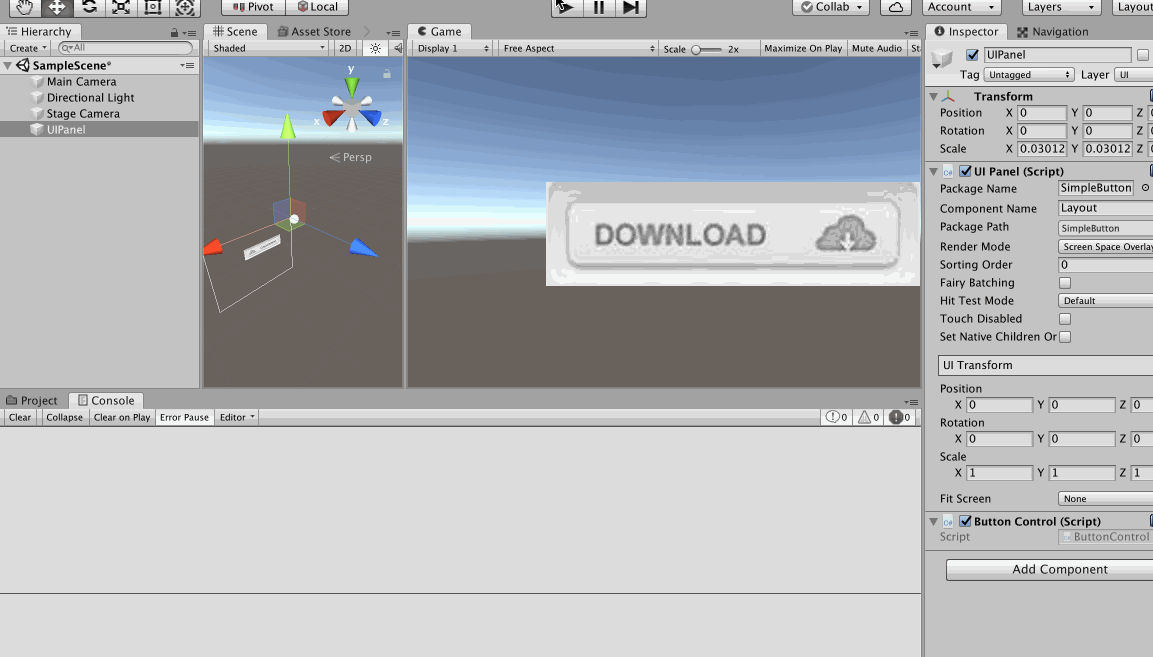 Pivot Local Collab Account Layers Layou
Hierarchy Scene Asset Store Game Inspector Navigation
Create All Shaded 2D Display 1 Free Aspect Scale 2x Maximize On Play Mute Audio St
UIPanel
Tag Untagged Layer UI
SampleScene*
Main Camera
Directional Light
Stage Camera
UIPanel
y
x z
Persp
DOWNLOAD
Transform
Position X 0 Y 0 Z
Rotation X 0 Y 0 Z
Scale X 0.03012 Y 0.03012 Z
UI Panel (Script)
Package Name SimpleButton
Component Name Layout
Package Path SimpleButton
Render Mode Screen Space Overlay
Sorting Order 0
Fairy Batching
Hit Test Mode Default
Touch Disabled
Set Native Children Or
UI Transform
Position
X 0 Y 0 Z 0
Rotation
X 0 Y 0 Z 0
Scale
X 1 Y 1 Z 1
Fit Screen None
Button Control (Script)
Script ButtonControl
Add Component
Project Console
Clear Collapse Clear on Play Error Pause Editor 0 0 0